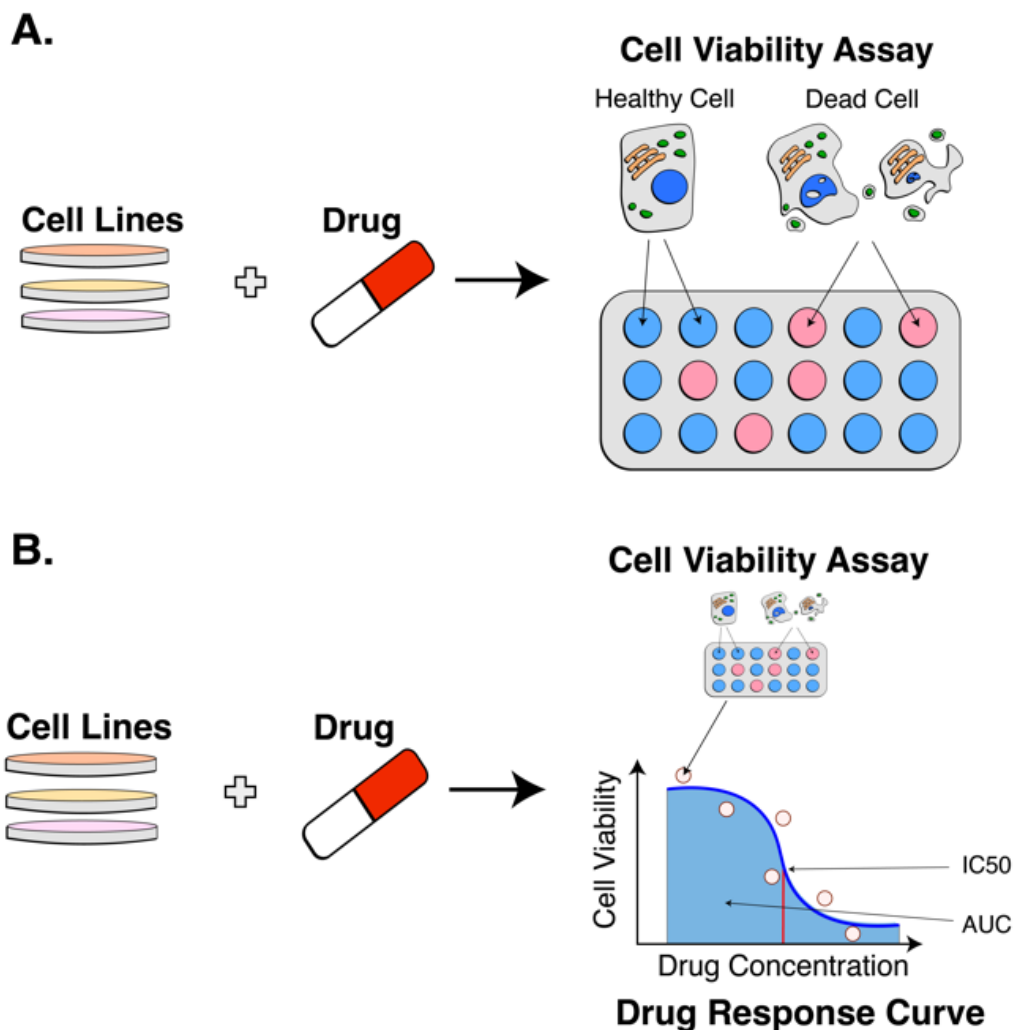 A.
Cell Viability Assay
Healthy Cell
Dead Cell
Cell Lines
Drug
B.
Cell Viability Assay
Cell Lines
Drug
Cell Viability
IC50
AUC
Drug Concentration
Drug Response Curve